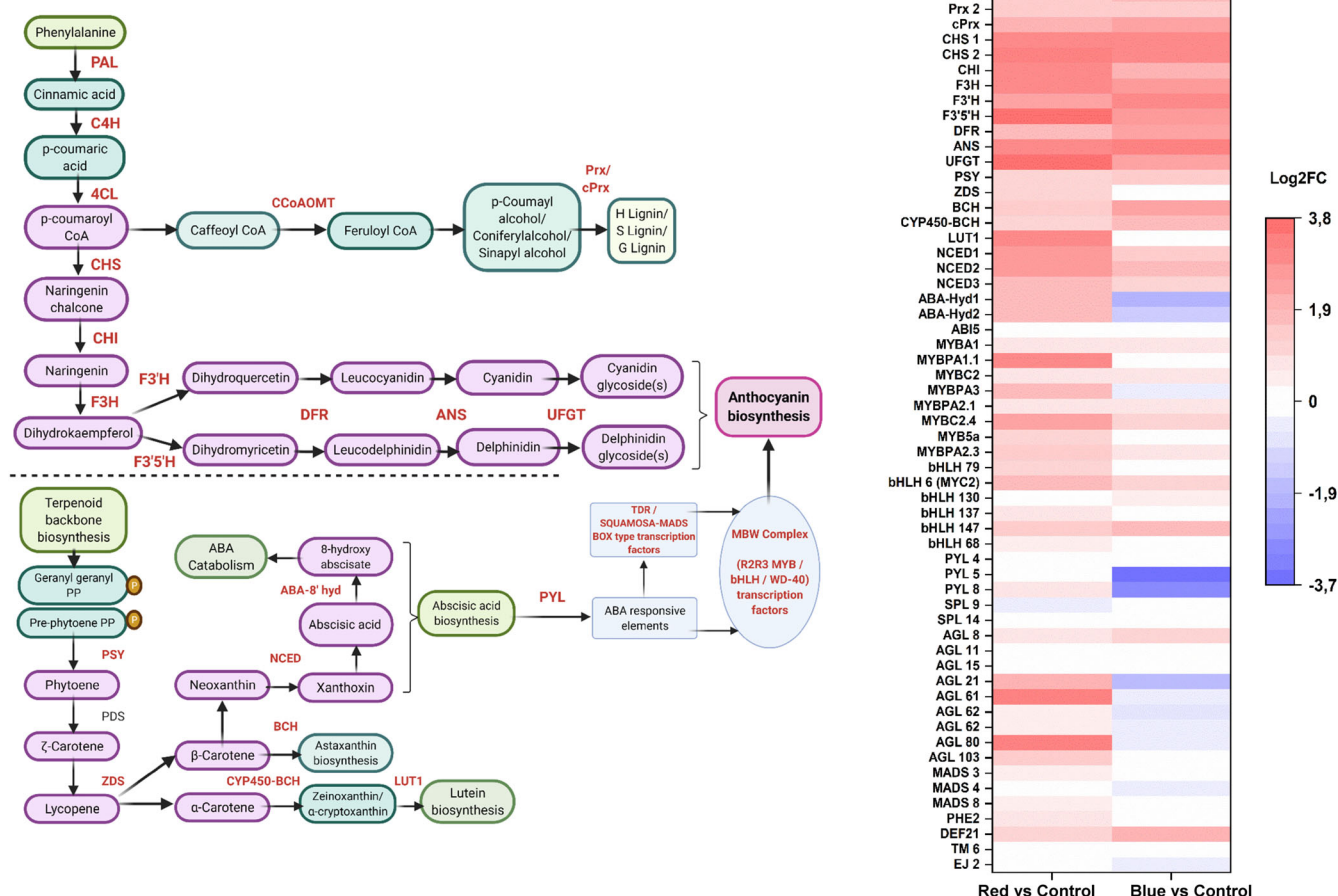 Phenylalanine
PAL
Cinnamic acid
C4H
p-coumaric
acid
4CL
p-coumaroyl
CoA
Caffeoyl CoA
CCoAOMT
Feruloyl CoA
p-Coumayl
alcohol/
Coniferylalcohol/
Sinapyl alcohol
Prx/
cPrx
H Lignin/
S Lignin/
G Lignin
CHS
Naringenin
chalcone
CHI
Naringenin
F3H
Dihydrokaempferol
F3'H
Dihydroquercetin
Leucocyanidin
Cyanidin
Cyanidin
glycoside(s)
DFR
ANS
UFGT
F3'5'H
Dihydromyricetin
Leucodelphinidin
Delphinidin
Delphinidin
glycoside(s)
Anthocyanin
biosynthesis
Terpenoid
backbone
biosynthesis
Geranyl geranyl
PP
P
Pre-phytoene PP
P
PSY
Phytoene
PDS
ζ-Carotene
ZDS
Lycopene
β-Carotene
BCH
Astaxanthin
biosynthesis
α-Carotene
CYP450-BCH
Zeinoxanthin/
α-cryptoxanthin
LUT1
Lutein
biosynthesis
Neoxanthin
NCED
Xanthoxin
Abscisic acid
ABA-8' hyd
8-hydroxy
abscisate
ABA
Catabolism
Abscisic acid
biosynthesis
PYL
ABA responsive
elements
TDR /
SQUAMOSA-MADS
BOX type transcription
factors
MBW Complex
(R2R3 MYB /
bHLH / WD-40)
transcription
factors
Prx 2
cPrx
CHS 1
CHS 2
CHI
F3H
F3'H
F3'5'H
DFR
ANS
UFGT
PSY
ZDS
BCH
CYP450-BCH
LUT1
NCED1
NCED2
NCED3
ABA-Hyd1
ABA-Hyd2
ABI5
MYBA1
MYBPA1.1
MYBC2
MYBPA3
MYBPA2.1
MYBC2.4
MYB5a
MYBPA2.3
bHLH 79
bHLH 6 (MYC2)
bHLH 130
bHLH 137
bHLH 147
bHLH 68
PYL 4
PYL 5
PYL 8
SPL 9
SPL 14
AGL 8
AGL 11
AGL 15
AGL 21
AGL 61
AGL 62
AGL 62
AGL 80
AGL 103
MADS 3
MADS 4
MADS 8
PHE2
DEF21
TM 6
EJ 2
Red vs Control
Blue vs Control
Log2FC
3,8
1,9
0
-1,9
-3,7